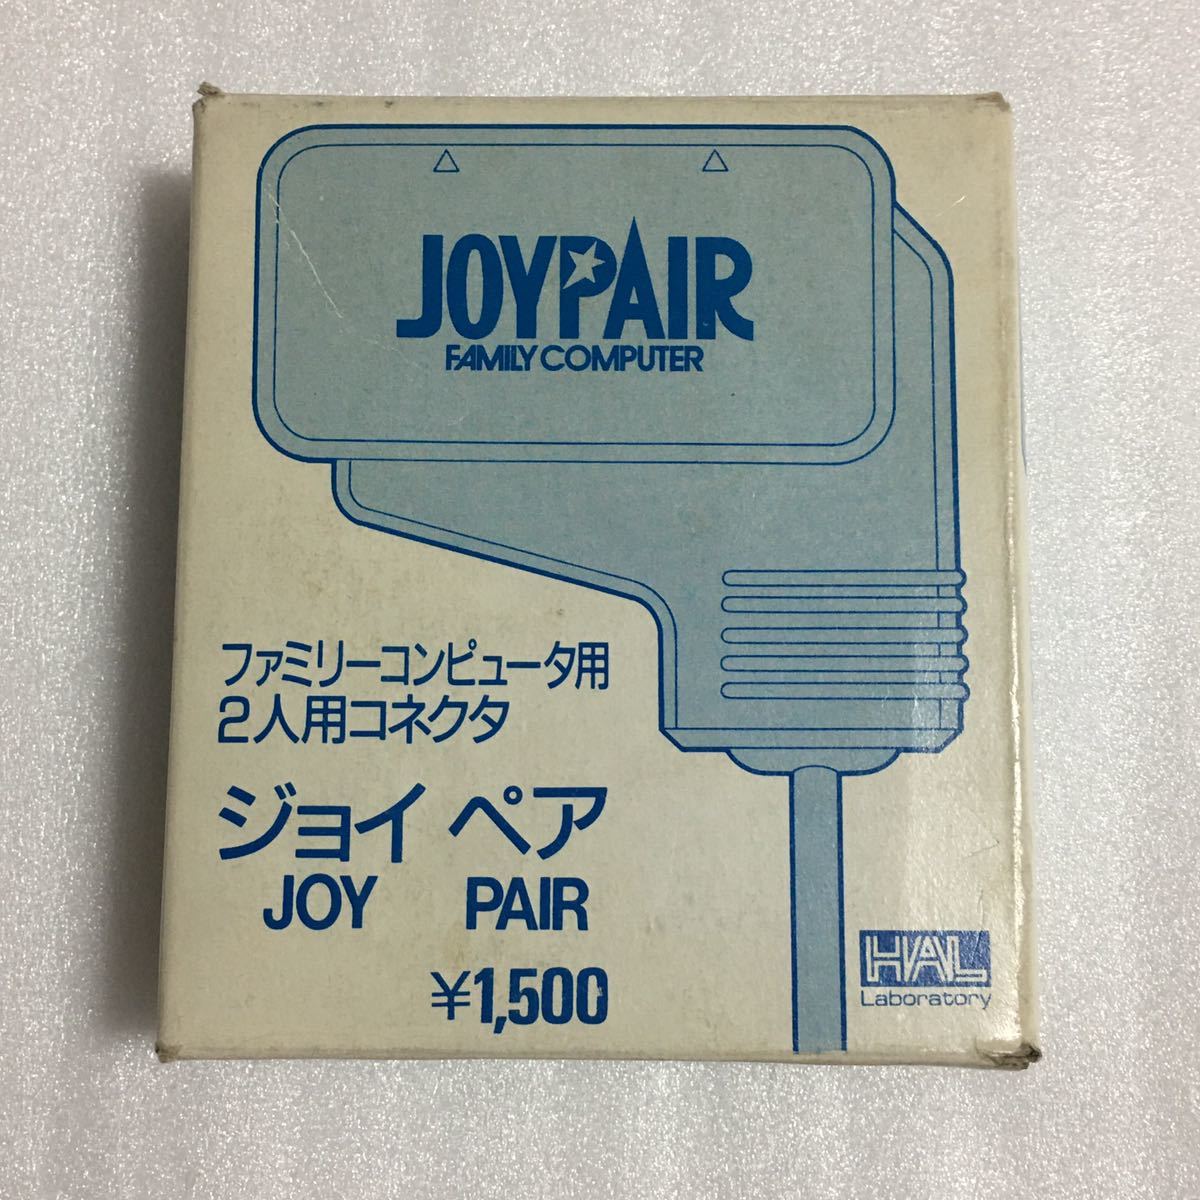 JOYPAIR
FAMILY COMPUTER
ファミリーコンピュータ用
2人用コネクタ
ジョイ ペア
JOY PAIR
¥1,500
HAL
Laboratory